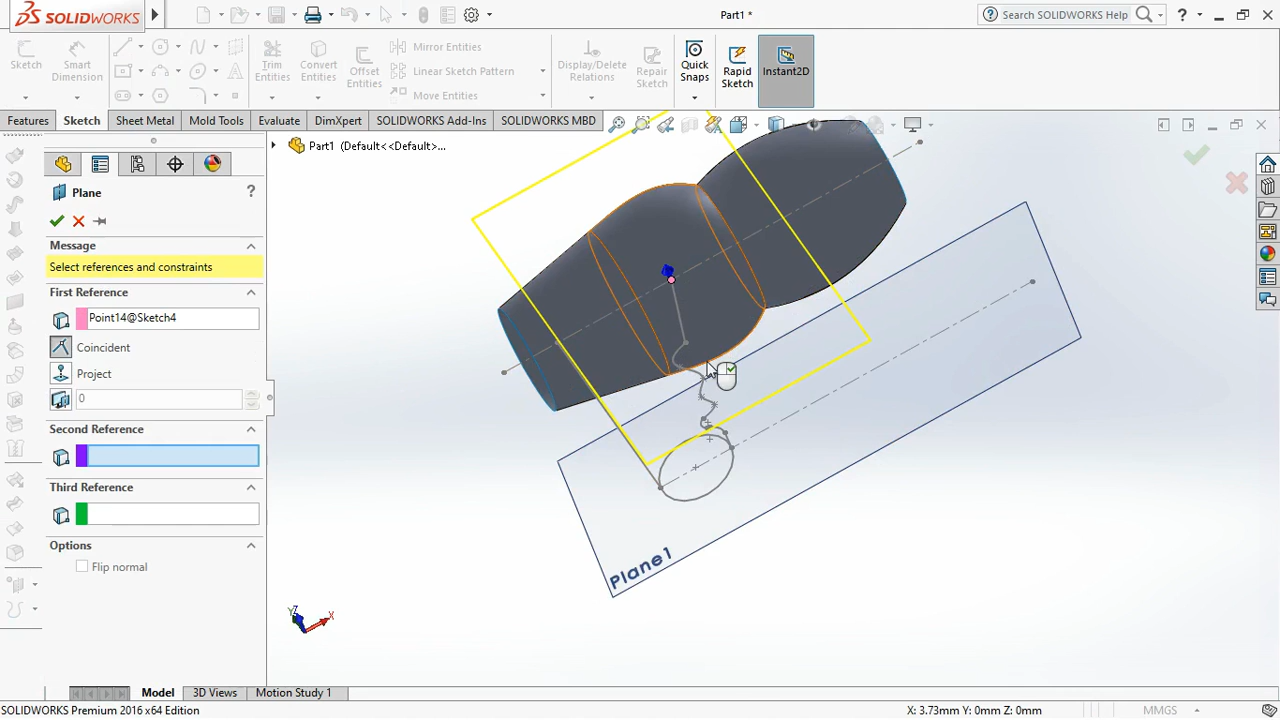 SOLIDWORKS
Part1 *
Search SOLIDWORKS Help
Sketch
Smart Dimension
Trim Entities
Convert Entities
Offset Entities
Mirror Entities
Linear Sketch Pattern
Move Entities
Display/Delete Relations
Repair Sketch
Quick Snaps
Rapid Sketch
Instant2D
Features
Sketch
Sheet Metal
Mold Tools
Evaluate
DimXpert
SOLIDWORKS Add-Ins
SOLIDWORKS MBD
Part1 (Default<<Default>...
Plane
?
Message
Select references and constraints
First Reference
Point14@Sketch4
Coincident
Project
0
Second Reference
Third Reference
Options
Flip normal
Plane1
Z
Y
X
Model
3D Views
Motion Study 1
SOLIDWORKS Premium 2016 x64 Edition
X: 3.73mm Y: 0mm Z: 0mm
MMGS